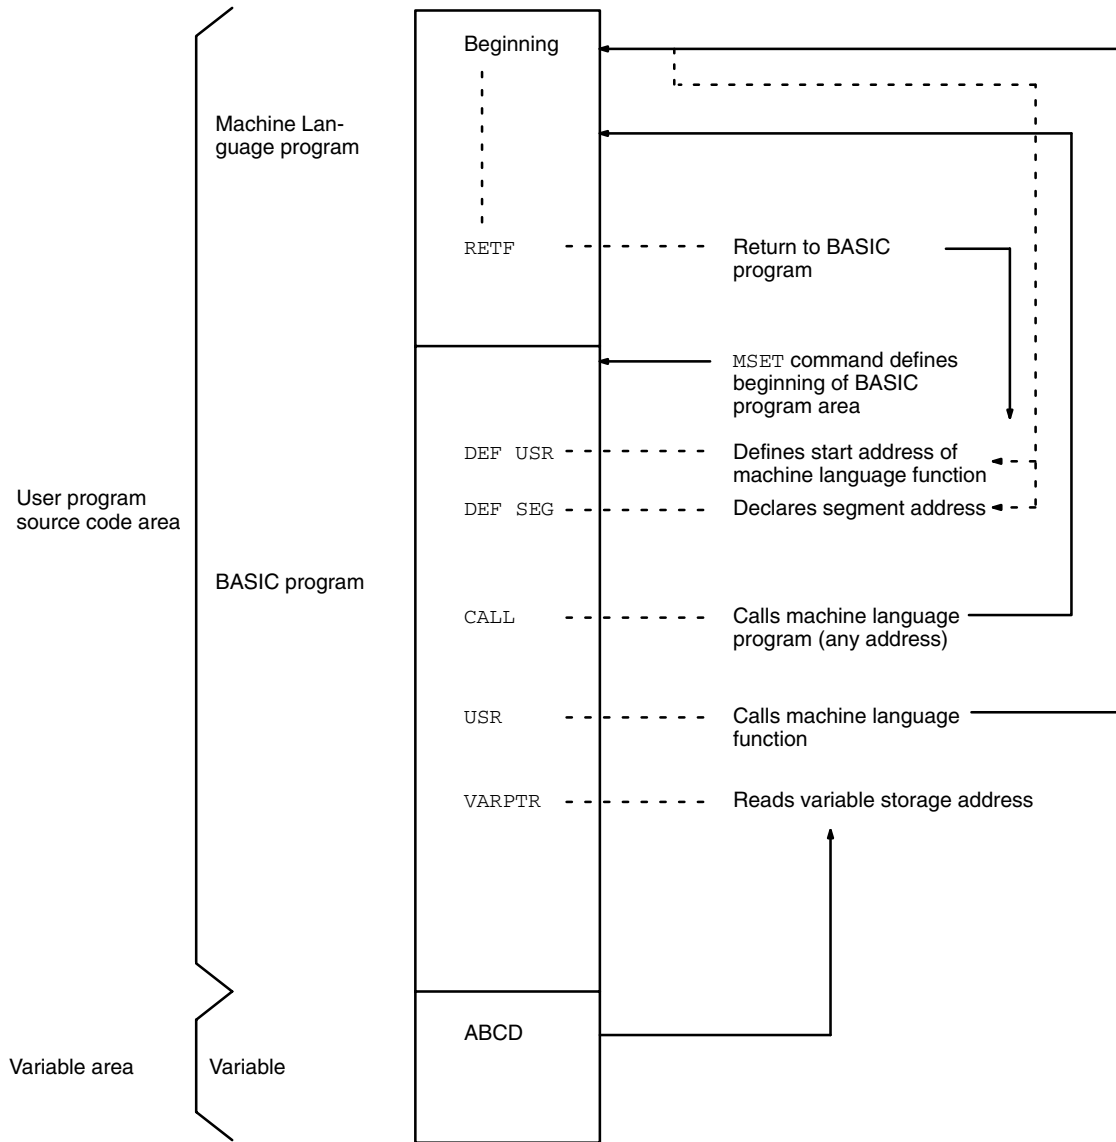 Beginning
Machine Lan-
guage program
RETF
Return to BASIC
program
MSET command defines
beginning of BASIC
program area
DEF USR
Defines start address of
machine language function
User program
source code area
DEF SEG
Declares segment address
BASIC program
CALL
Calls machine language
program (any address)
USR
Calls machine language
function
VARPTR
Reads variable storage address
ABCD
Variable area
Variable